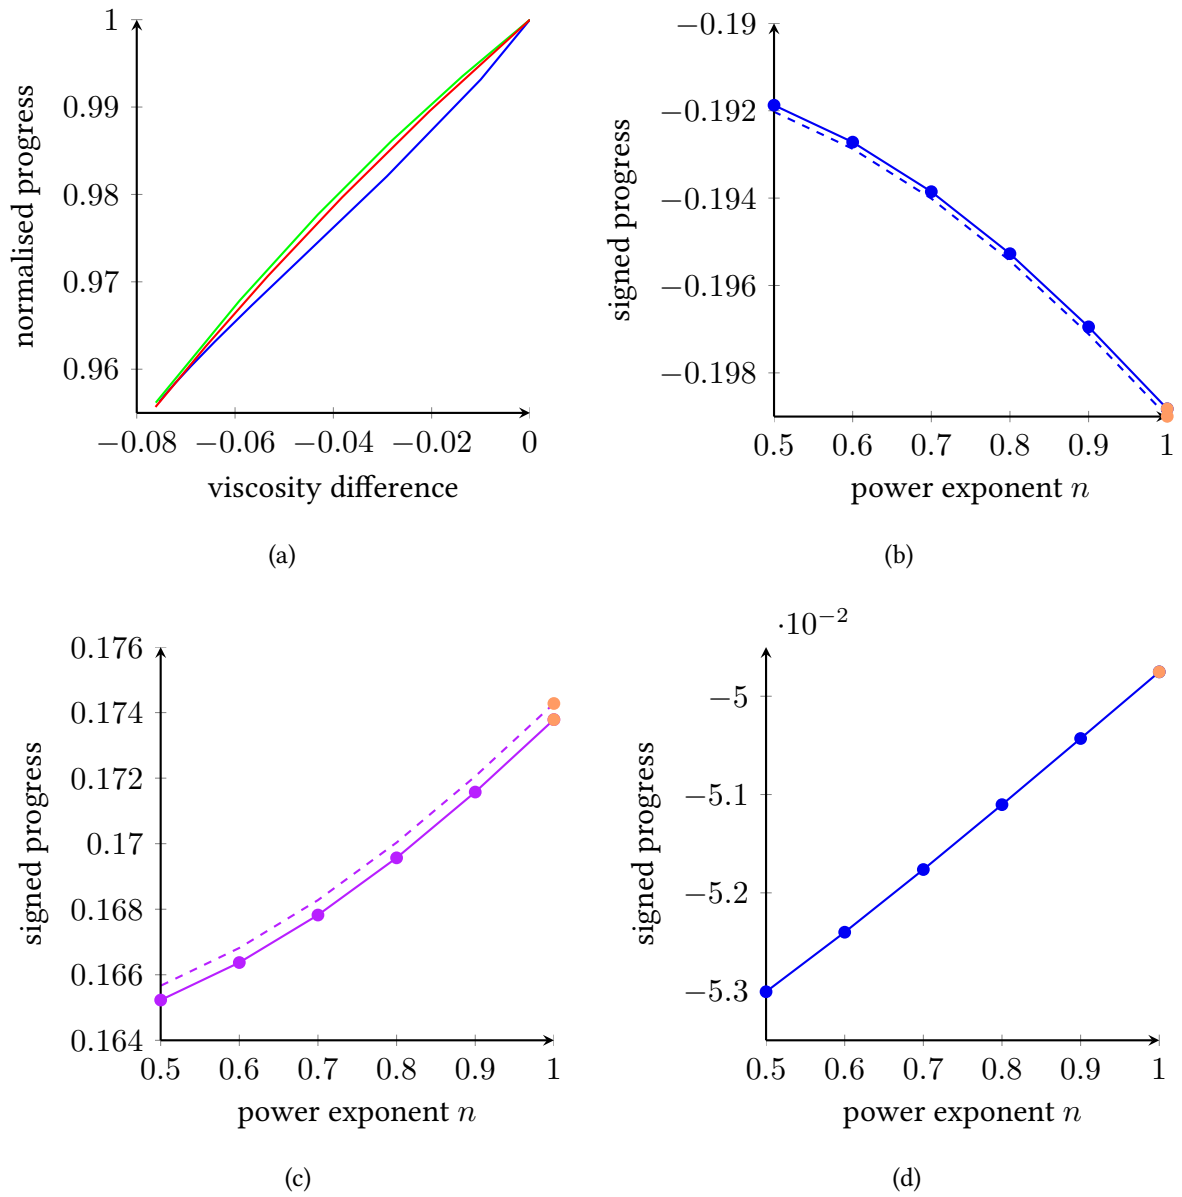 1
0.99
0.98
0.97
0.96
normalised progress
−0.08 −0.06 −0.04 −0.02 0
viscosity difference
(a)
−0.19
−0.192
−0.194
−0.196
−0.198
signed progress
0.5 0.6 0.7 0.8 0.9 1
power exponent n
(b)
0.176
0.174
0.172
0.17
0.168
0.166
0.164
signed progress
0.5 0.6 0.7 0.8 0.9 1
power exponent n
(c)
·10⁻²
−5
−5.1
−5.2
−5.3
signed progress
0.5 0.6 0.7 0.8 0.9 1
power exponent n
(d)